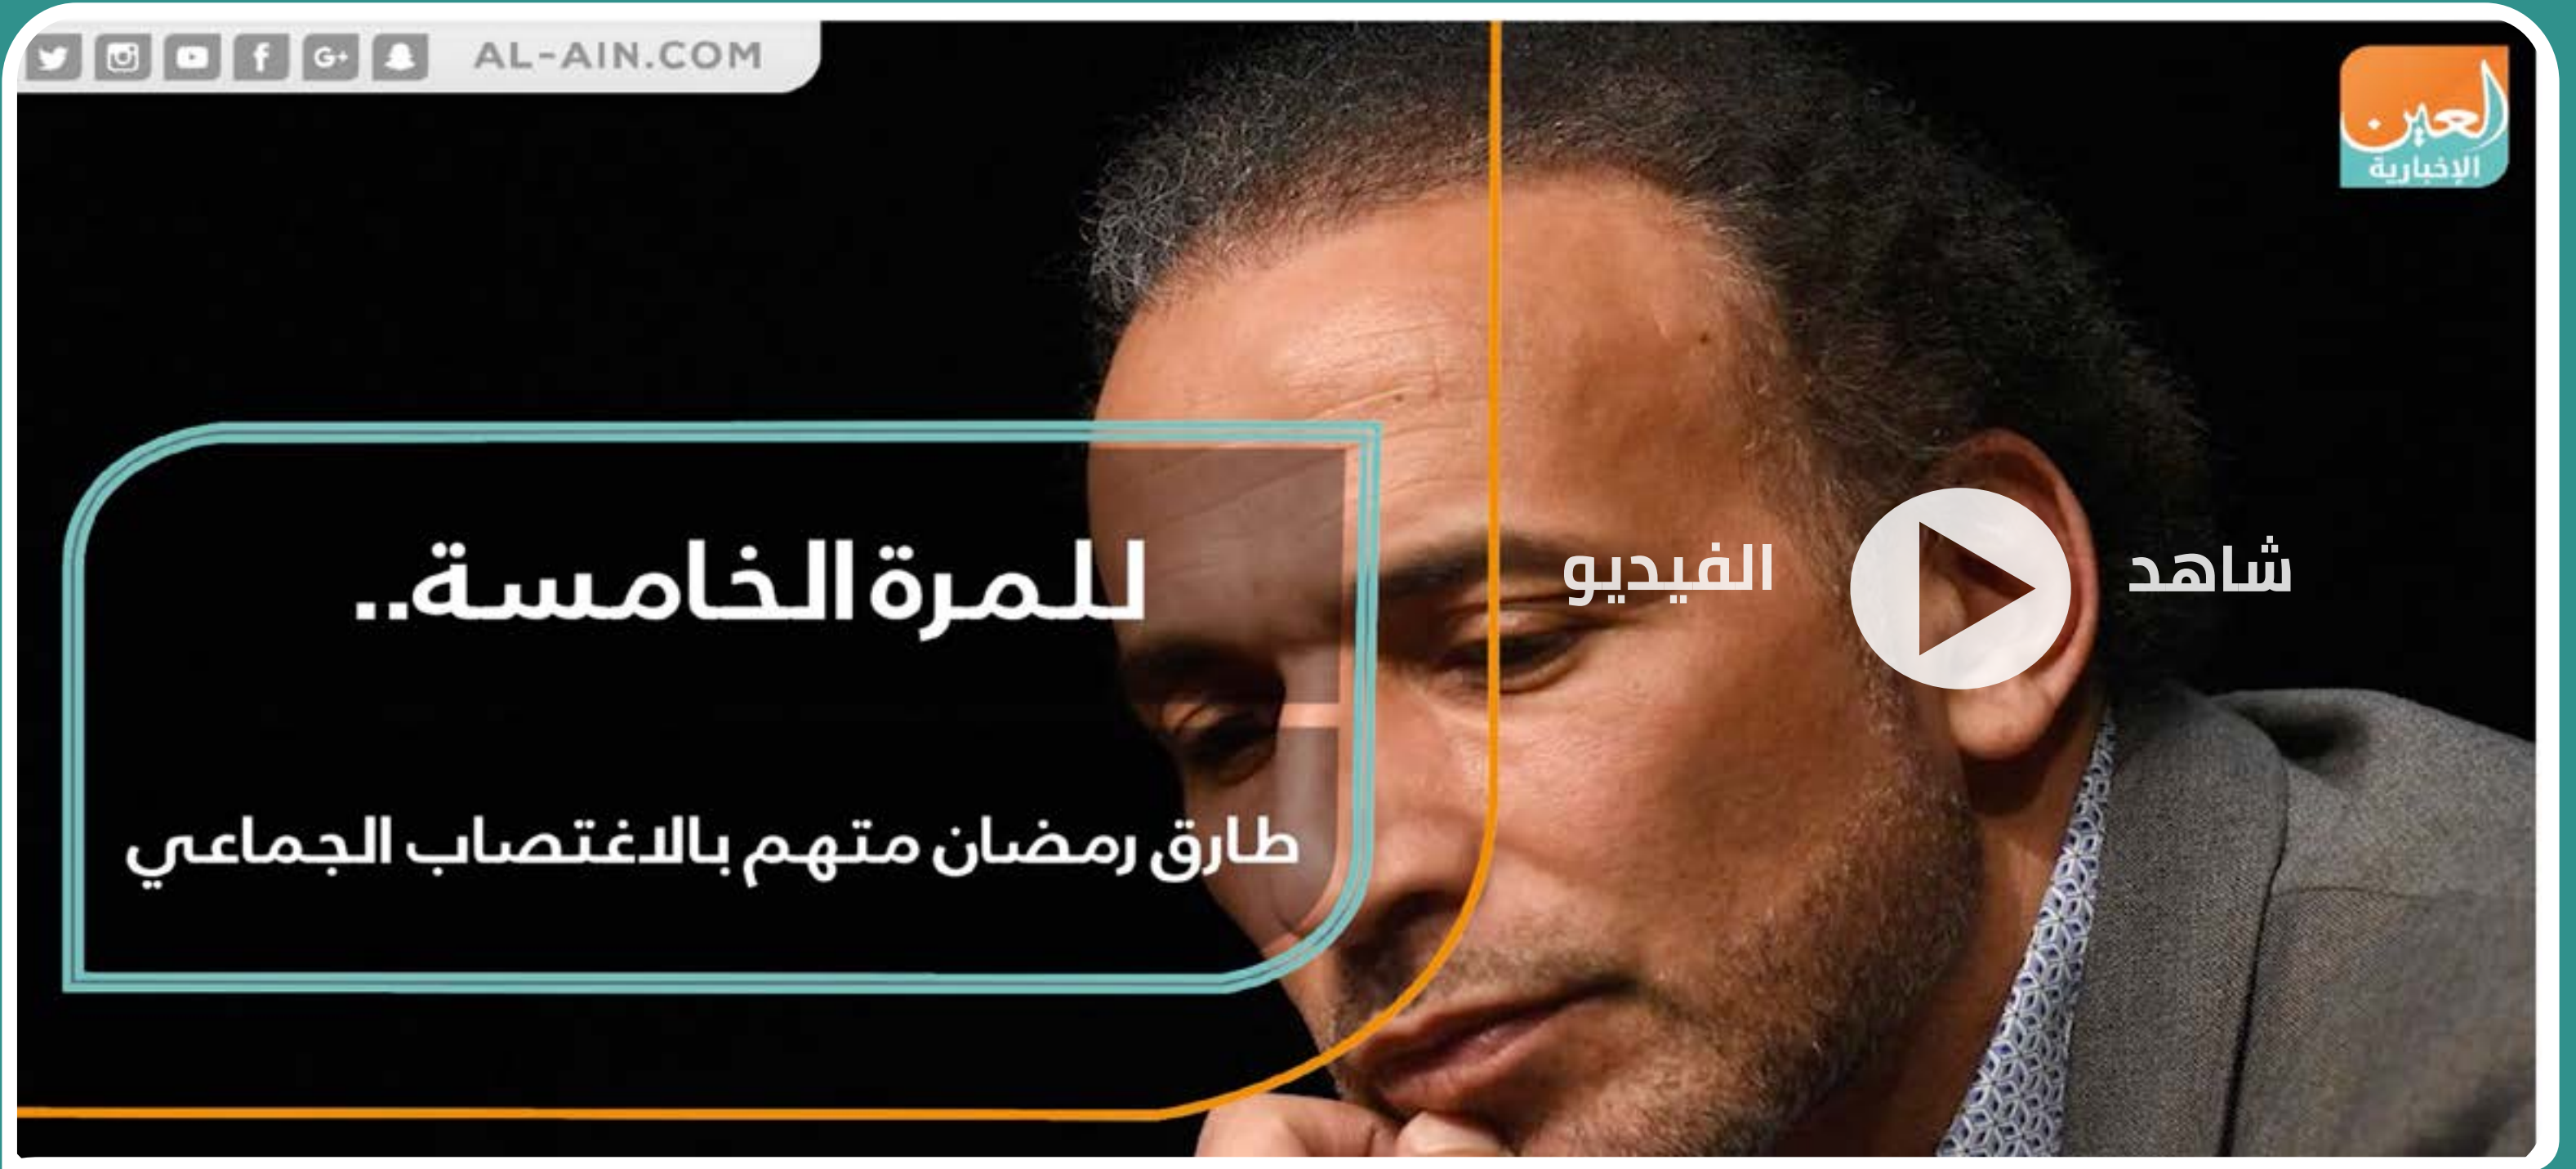 AL-AIN.COM
العين
الإخبارية
شاهد الفيديو
للمرة الخامسة..
طارق رمضان متهم بالاغتصاب الجماعي